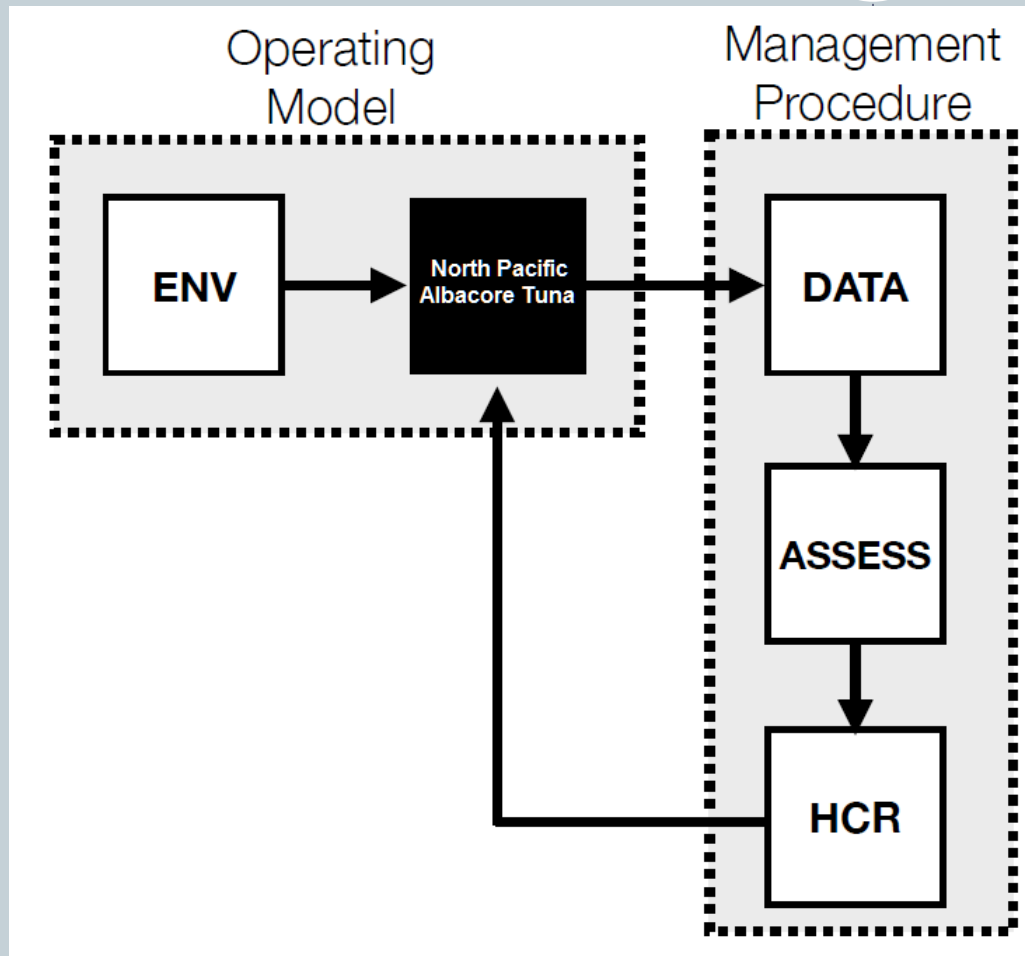 Operating
Model
Management
Procedure
ENV
North Pacific
Albacore Tuna
DATA
ASSESS
HCR